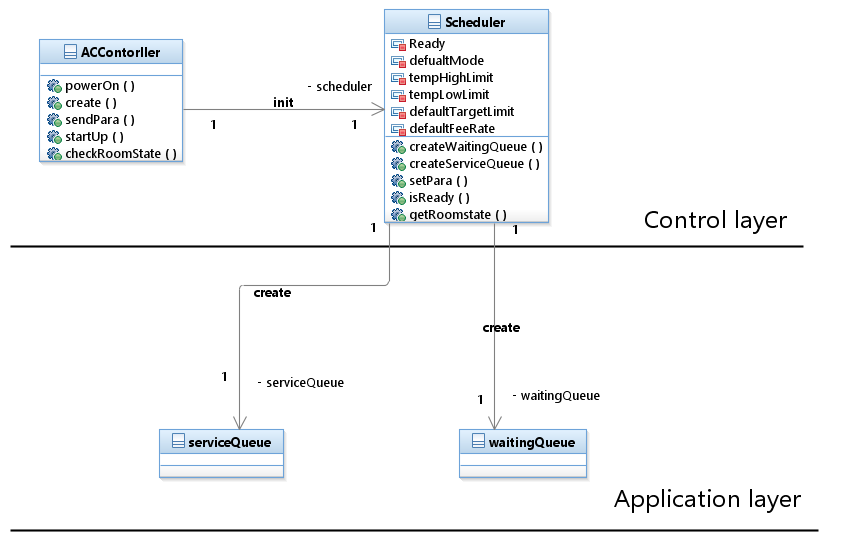 Scheduler
Ready
defualtMode
tempHighLimit
tempLowLimit
defaultTargetLimit
defaultFeeRate
createWaitingQueue ( )
createServiceQueue ( )
setPara ( )
isReady ( )
getRoomstate ( )
ACContorller
powerOn ( )
create ( )
sendPara ( )
startUp ( )
checkRoomState ( )
- scheduler
init
1
1
1
1
Control layer
create
create
1
- serviceQueue
1
- waitingQueue
serviceQueue
waitingQueue
Application layer